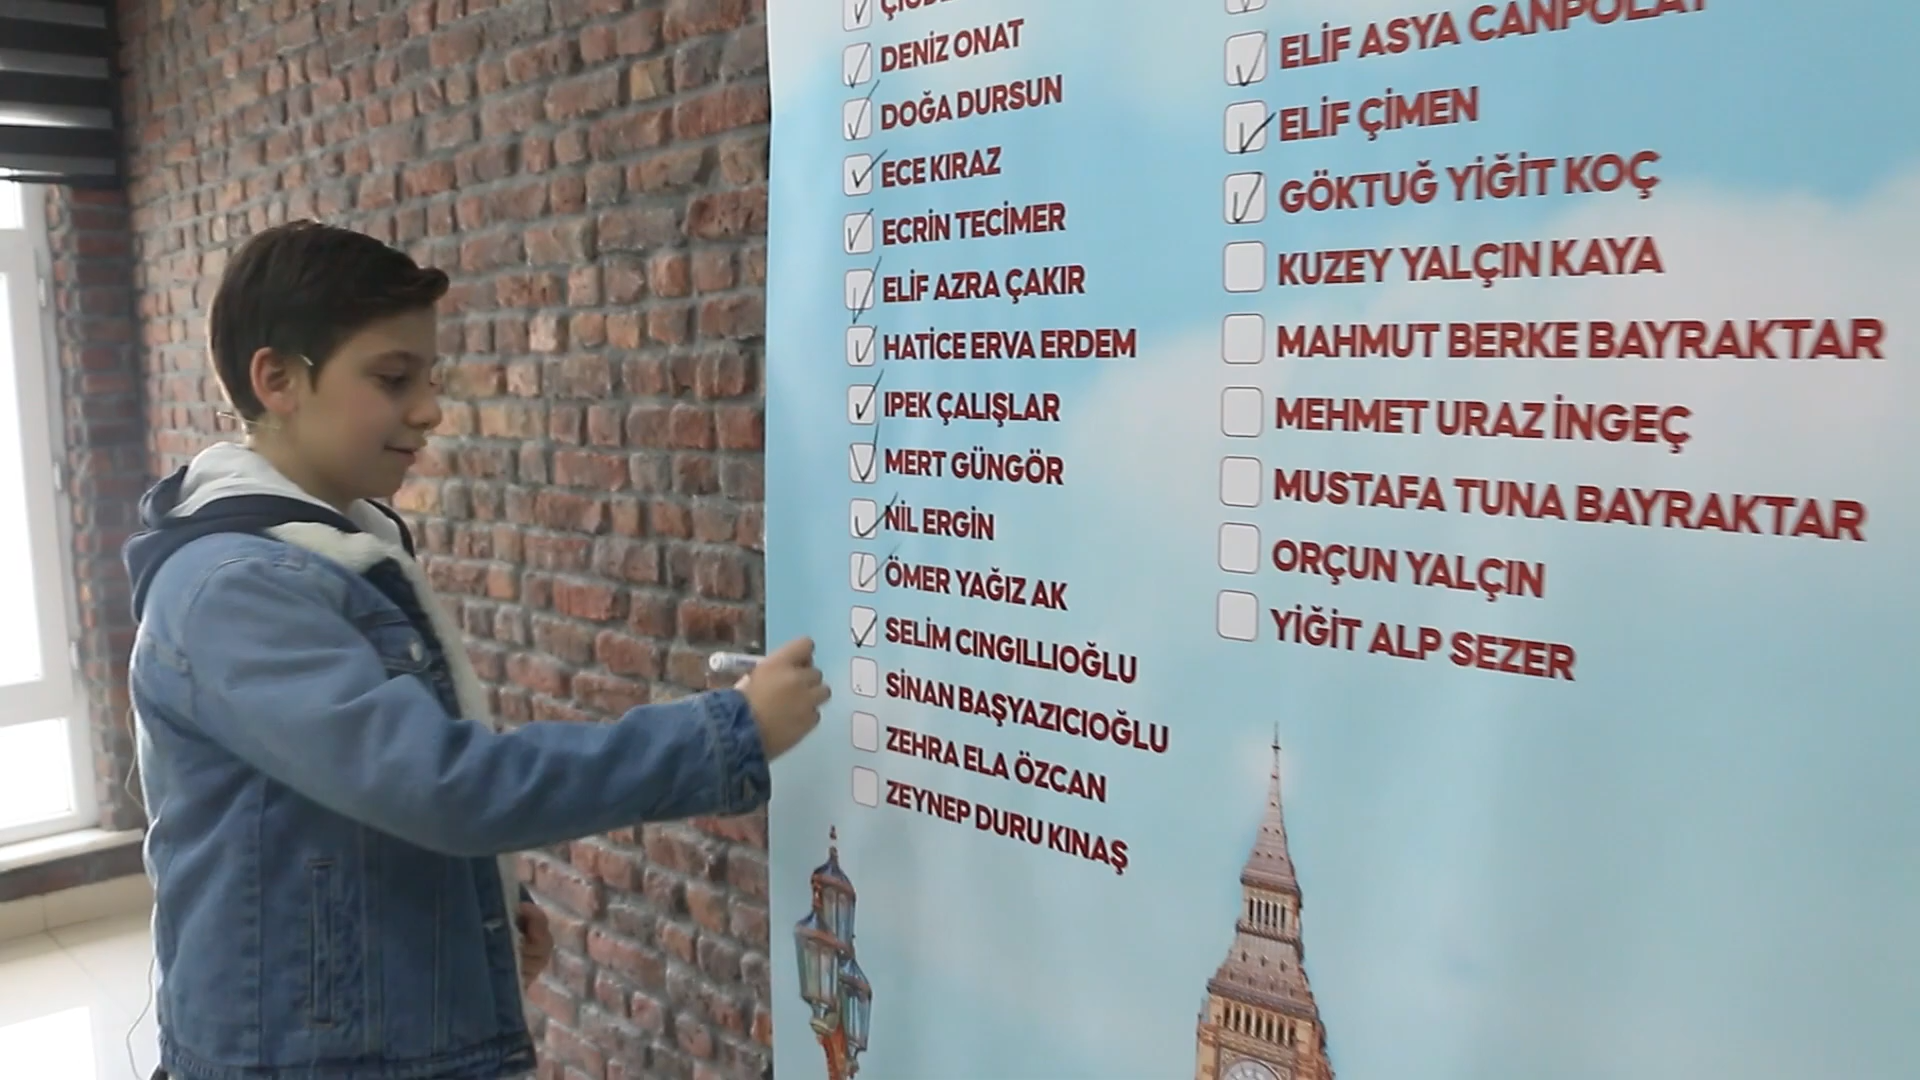 DENİZ ONAT
DOĞA DURSUN
ECE KIRAZ
ECRİN TECİMER
ELİF AZRA ÇAKIR
HATİCE ERVA ERDEM
IPEK ÇALIŞLAR
MERT GÜNGÖR
NİL ERGİN
ÖMER YAĞIZ AK
SELİM CINGILLIOĞLU
SİNAN BAŞYAZICIOĞLU
ZEHRA ELA ÖZCAN
ZEYNEP DURU KINAŞ
ELİF ASYA CANPOLAT
ELİF ÇİMEN
GÖKTUĞ YİĞİT KOÇ
KUZEY YALÇIN KAYA
MAHMUT BERKE BAYRAKTAR
MEHMET URAZ İNGEÇ
MUSTAFA TUNA BAYRAKTAR
ORÇUN YALÇIN
YİĞİT ALP SEZER